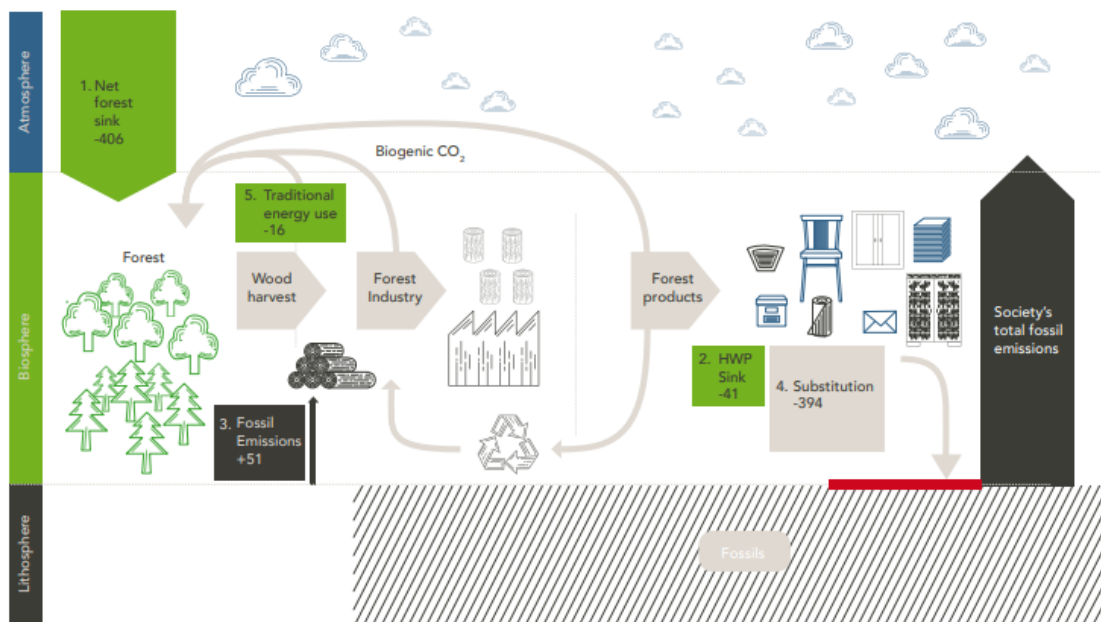 Atmosphere
1. Net
forest
sink
-406
Biogenic CO₂
Biosphere
5. Traditional
energy use
-16
Forest
Wood
harvest
Forest
Industry
Forest
products
Society's
total fossil
emissions
2. HWP
Sink
-41
4. Substitution
-394
3. Fossil
Emissions
+51
Lithosphere
Fossils